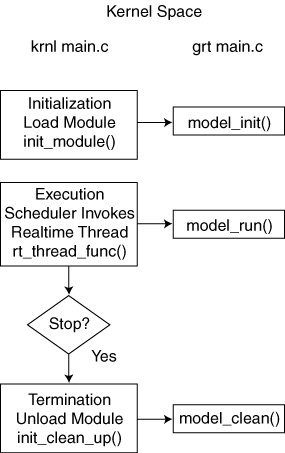 Kernel Space
krnl main.c
grt main.c
Initialization
Load Module
init_module()
model_init()
Execution
Scheduler Invokes
Realtime Thread
rt_thread_func()
model_run()
Stop?
Yes
Termination
Unload Module
init_clean_up()
model_clean()